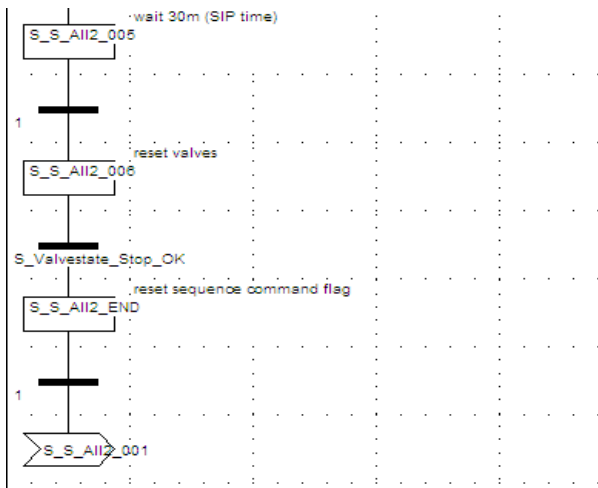 wait 30m (SIP time)
S_S_All2_005
1
reset valves
S_S_All2_006
S_Valvestate_Stop_OK
reset sequence command flag
S_S_All2_END
1
S_S_All2_001